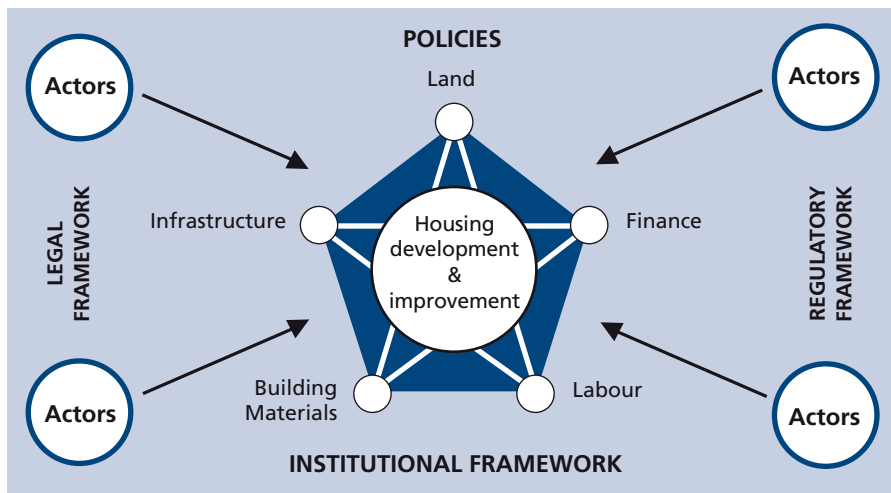 POLICIES
Actors
Actors
Land
Infrastructure
Finance
LEGAL
FRAMEWORK
Housing
development
&
improvement
REGULATORY
FRAMEWORK
Building
Materials
Labour
Actors
Actors
INSTITUTIONAL FRAMEWORK